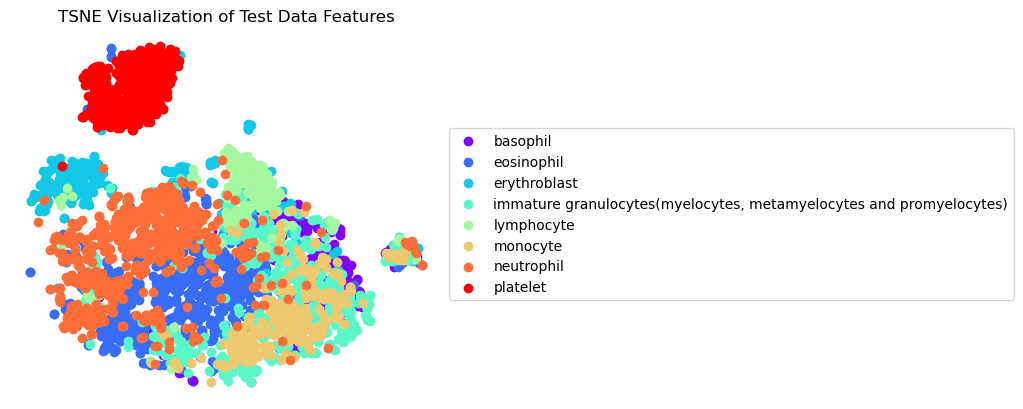 TSNE Visualization of Test Data Features
basophil
eosinophil
erythroblast
immature granulocytes(myelocytes, metamyelocytes and promyelocytes)
lymphocyte
monocyte
neutrophil
platelet